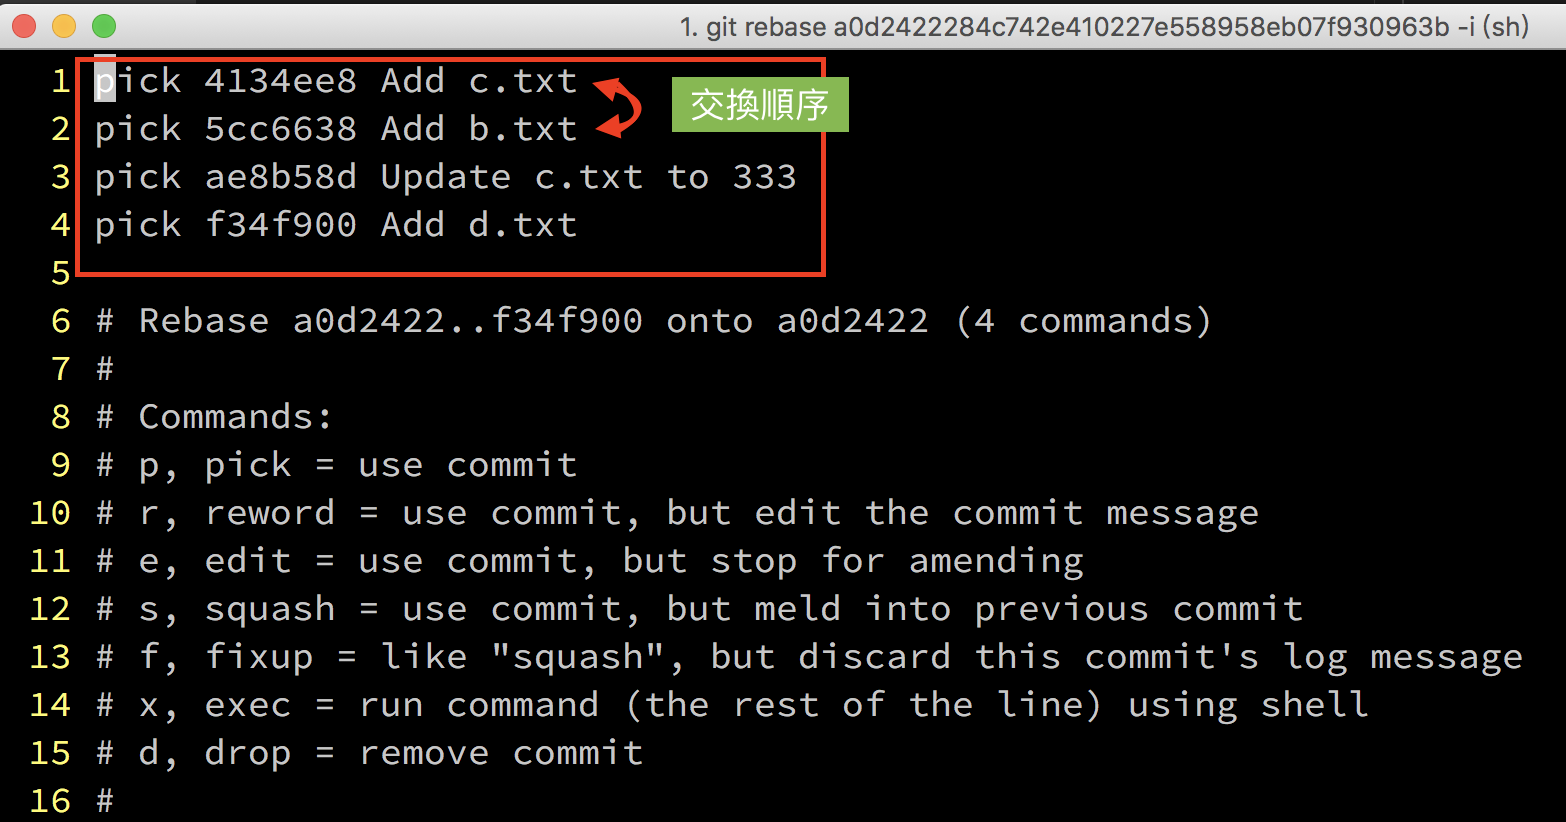 1. git rebase a0d2422284c742e410227e558958eb07f930963b -i (sh)
1 pick 4134ee8 Add c.txt
交換順序
2 pick 5cc6638 Add b.txt
3 pick ae8b58d Update c.txt to 333
4 pick f34f900 Add d.txt
5
6 # Rebase a0d2422..f34f900 onto a0d2422 (4 commands)
7 #
8 # Commands:
9 # p, pick = use commit
10 # r, reword = use commit, but edit the commit message
11 # e, edit = use commit, but stop for amending
12 # s, squash = use commit, but meld into previous commit
13 # f, fixup = like "squash", but discard this commit's log message
14 # x, exec = run command (the rest of the line) using shell
15 # d, drop = remove commit
16 #